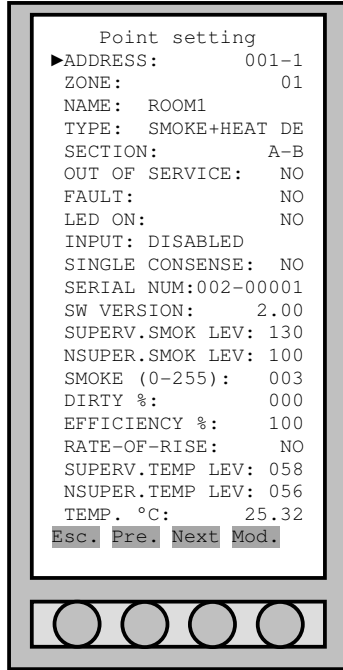 Point setting
►ADDRESS: 001-1
ZONE: 01
NAME: ROOM1
TYPE: SMOKE+HEAT DE
SECTION: A-B
OUT OF SERVICE: NO
FAULT: NO
LED ON: NO
INPUT: DISABLED
SINGLE CONSENSE: NO
SERIAL NUM:002-00001
SW VERSION: 2.00
SUPERV.SMOK LEV: 130
NSUPER.SMOK LEV: 100
SMOKE (0-255): 003
DIRTY %: 000
EFFICIENCY %: 100
RATE-OF-RISE: NO
SUPERV.TEMP LEV: 058
NSUPER.TEMP LEV: 056
TEMP. °C: 25.32
Esc. Pre. Next Mod.